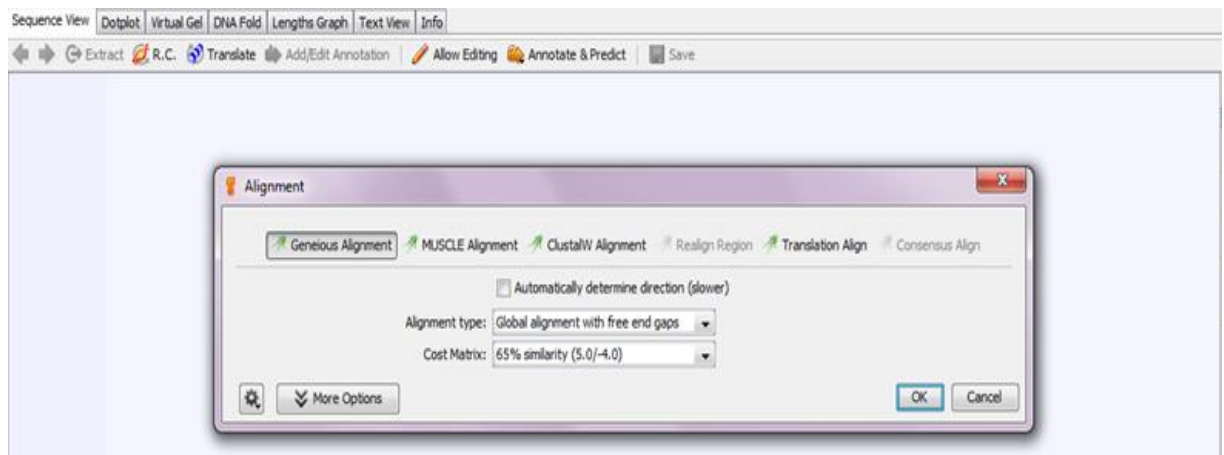 Sequence View Dotplot Virtual Gel DNA Fold Lengths Graph Text View Info
Extract R.C. Translate Add/Edit Annotation Allow Editing Annotate & Predict Save
Alignment
Geneious Alignment MUSCLE Alignment ClustalW Alignment Realign Region Translation Align Consensus Align
Automatically determine direction (slower)
Alignment type: Global alignment with free end gaps
Cost Matrix: 65% similarity (5.0/-4.0)
More Options OK Cancel